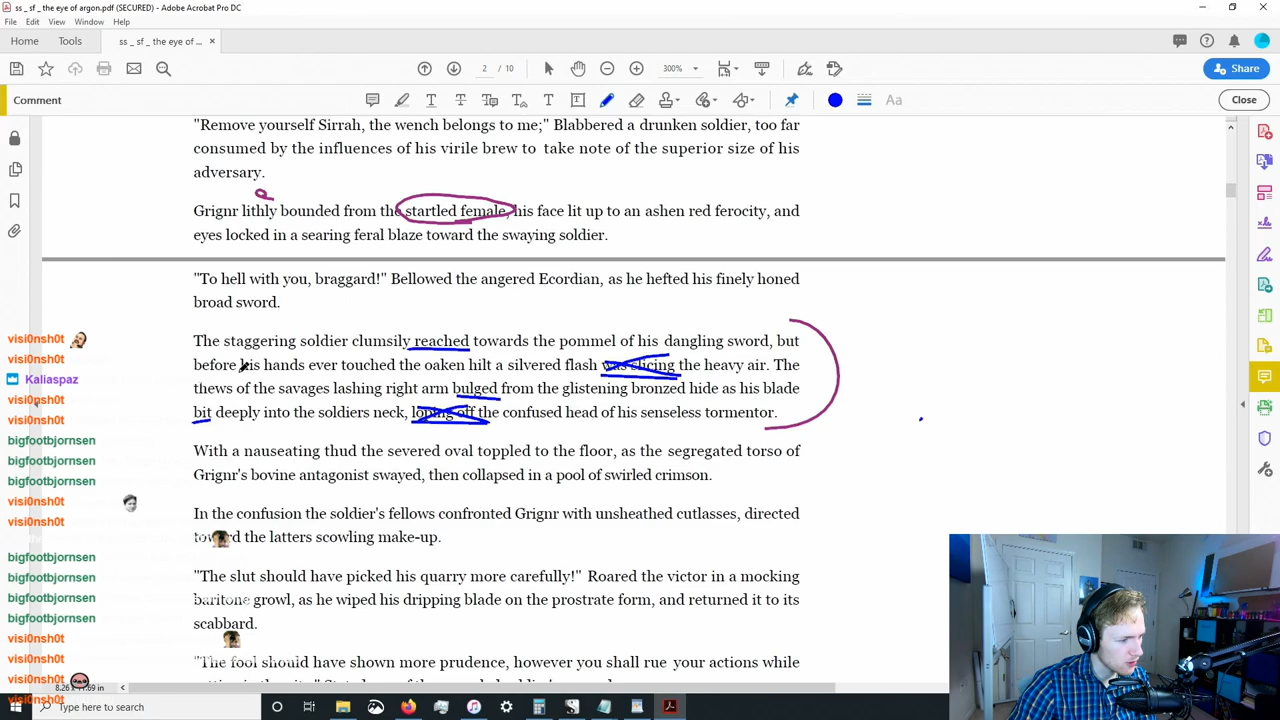 ss _ sf _ the eye of argon.pdf (SECURED) - Adobe Acrobat Pro DC
File Edit View Window Help
Home Tools ss _ sf _ the eye of ... ×
2 / 10 300% Share
Comment Aa Close
"Remove yourself Sirrah, the wench belongs to me;" Blabbered a drunken soldier, too far
consumed by the influences of his virile brew to take note of the superior size of his
adversary.
Grignr lithly bounded from the startled female, his face lit up to an ashen red ferocity, and
eyes locked in a searing feral blaze toward the swaying soldier.
"To hell with you, braggard!" Bellowed the angered Ecordian, as he hefted his finely honed
broad sword.
The staggering soldier clumsily reached towards the pommel of his dangling sword, but
before his hands ever touched the oaken hilt a silvered flash was slicing the heavy air. The
thews of the savages lashing right arm bulged from the glistening bronzed hide as his blade
bit deeply into the soldiers neck, loping off the confused head of his senseless tormentor.
With a nauseating thud the severed oval toppled to the floor, as the segregated torso of
Grignr's bovine antagonist swayed, then collapsed in a pool of swirled crimson.
In the confusion the soldier's fellows confronted Grignr with unsheathed cutlasses, directed
toward the latters scowling make-up.
"The slut should have picked his quarry more carefully!" Roared the victor in a mocking
baritone growl, as he wiped his dripping blade on the prostrate form, and returned it to its
scabbard.
"The fool should have shown more prudence, however you shall rue your actions while
visi0nsh0t
visi0nsh0t
Kaliaspaz
visi0nsh0t
visi0nsh0t
bigfootbjornsen
bigfootbjornsen
bigfootbjornsen
visi0nsh0t
visi0nsh0t
bigfootbjornsen
bigfootbjornsen
bigfootbjornsen
bigfootbjornsen
visi0nsh0t
visi0nsh0t
visi0nsh0t
visi0nsh0t
Type here to search